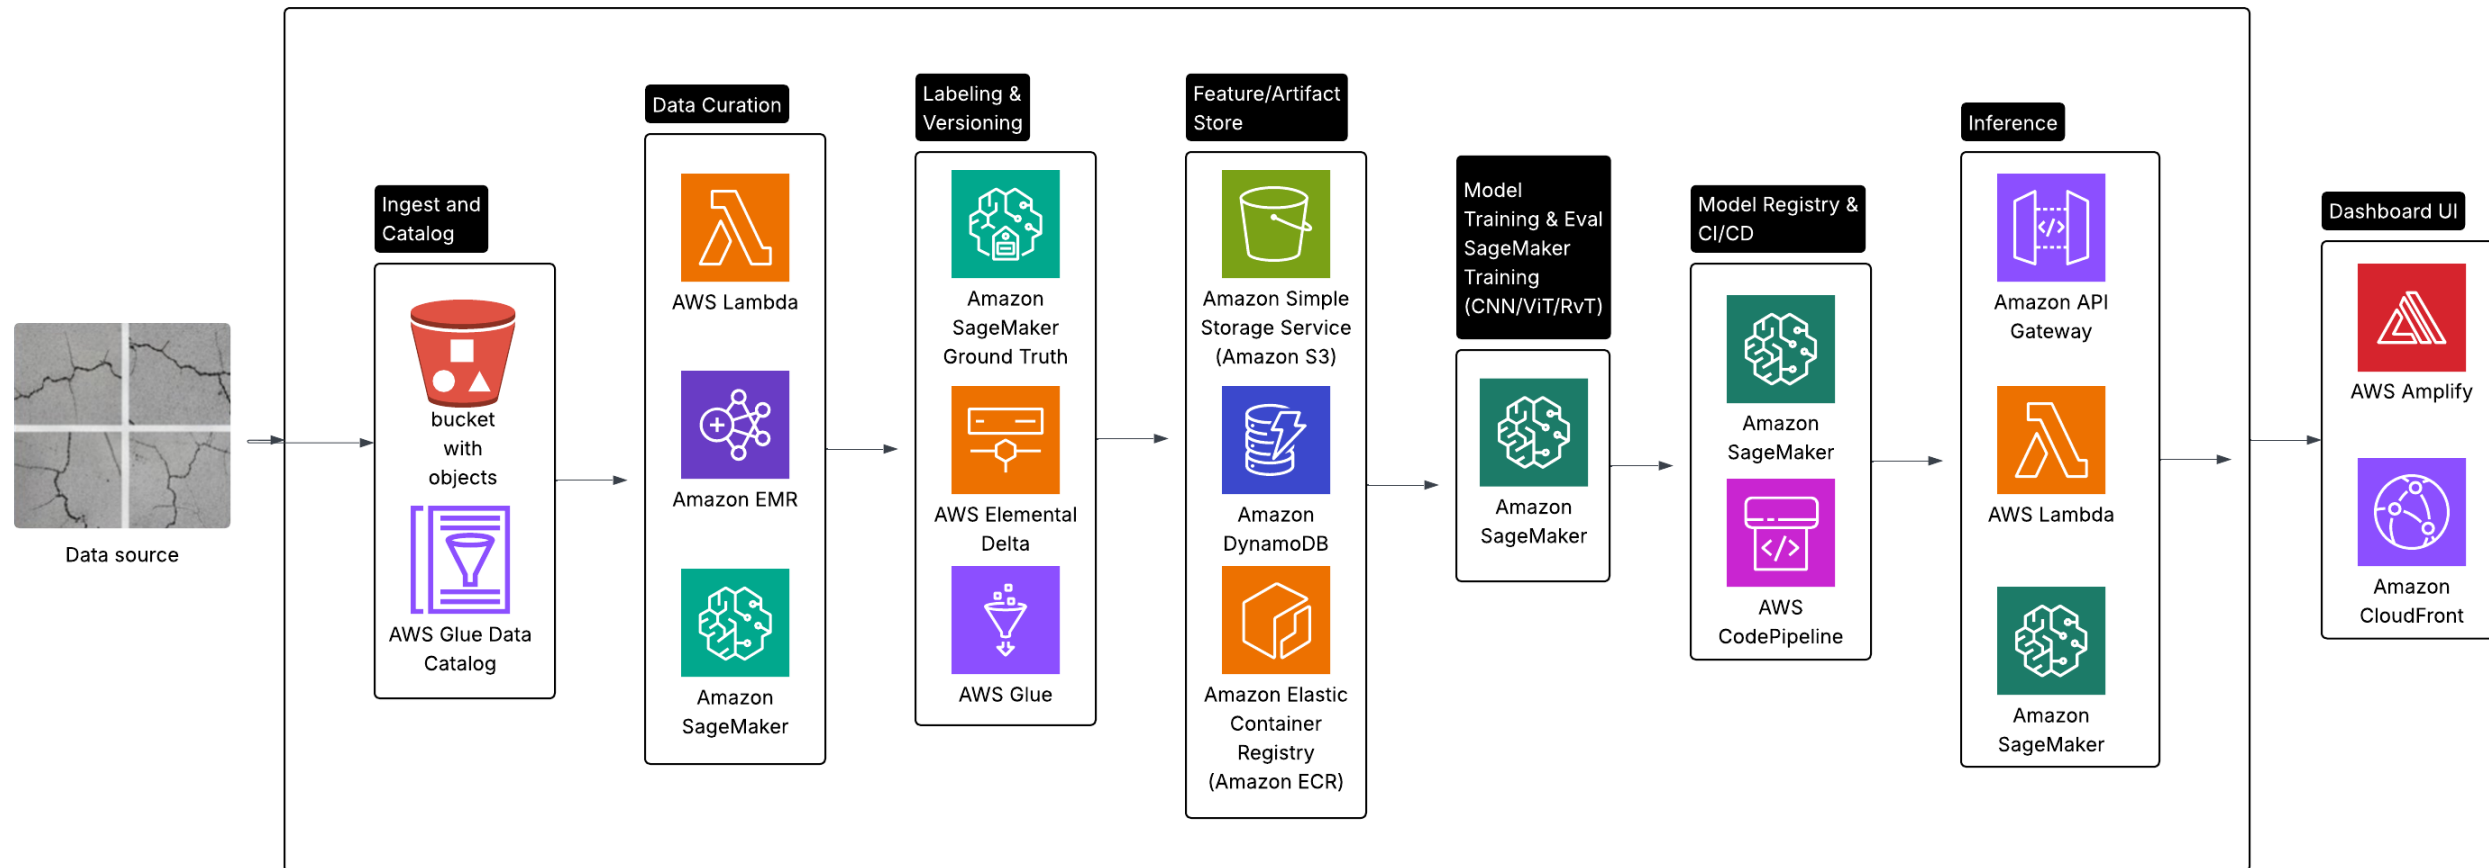 Data source
Ingest and
Catalog
bucket
with
objects
AWS Glue Data
Catalog
Data Curation
AWS Lambda
Amazon EMR
Amazon
SageMaker
Labeling &
Versioning
Amazon
SageMaker
Ground Truth
AWS Elemental
Delta
AWS Glue
Feature/Artifact
Store
Amazon Simple
Storage Service
(Amazon S3)
Amazon
DynamoDB
Amazon Elastic
Container
Registry
(Amazon ECR)
Model
Training & Eval
SageMaker
Training
(CNN/ViT/RvT)
Amazon
SageMaker
Model Registry &
CI/CD
Amazon
SageMaker
AWS
CodePipeline
Inference
Amazon API
Gateway
AWS Lambda
Amazon
SageMaker
Dashboard UI
AWS Amplify
Amazon
CloudFront